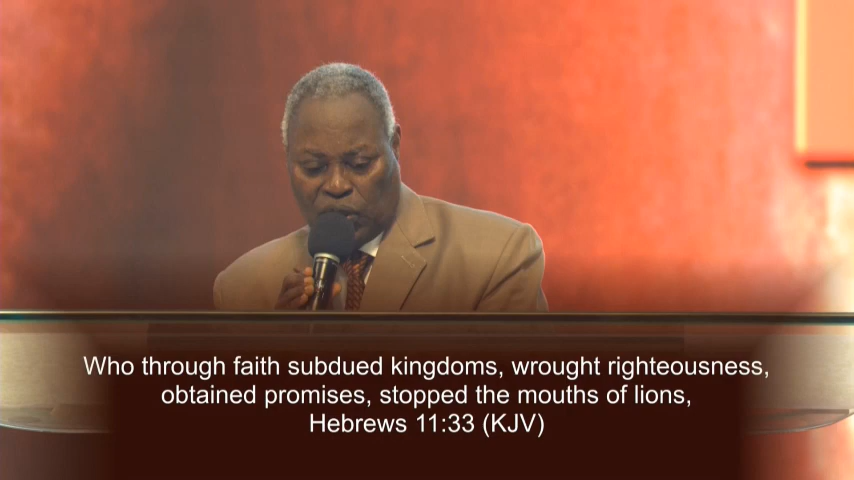 Who through faith subdued kingdoms, wrought righteousness,
obtained promises, stopped the mouths of lions,
Hebrews 11:33 (KJV)